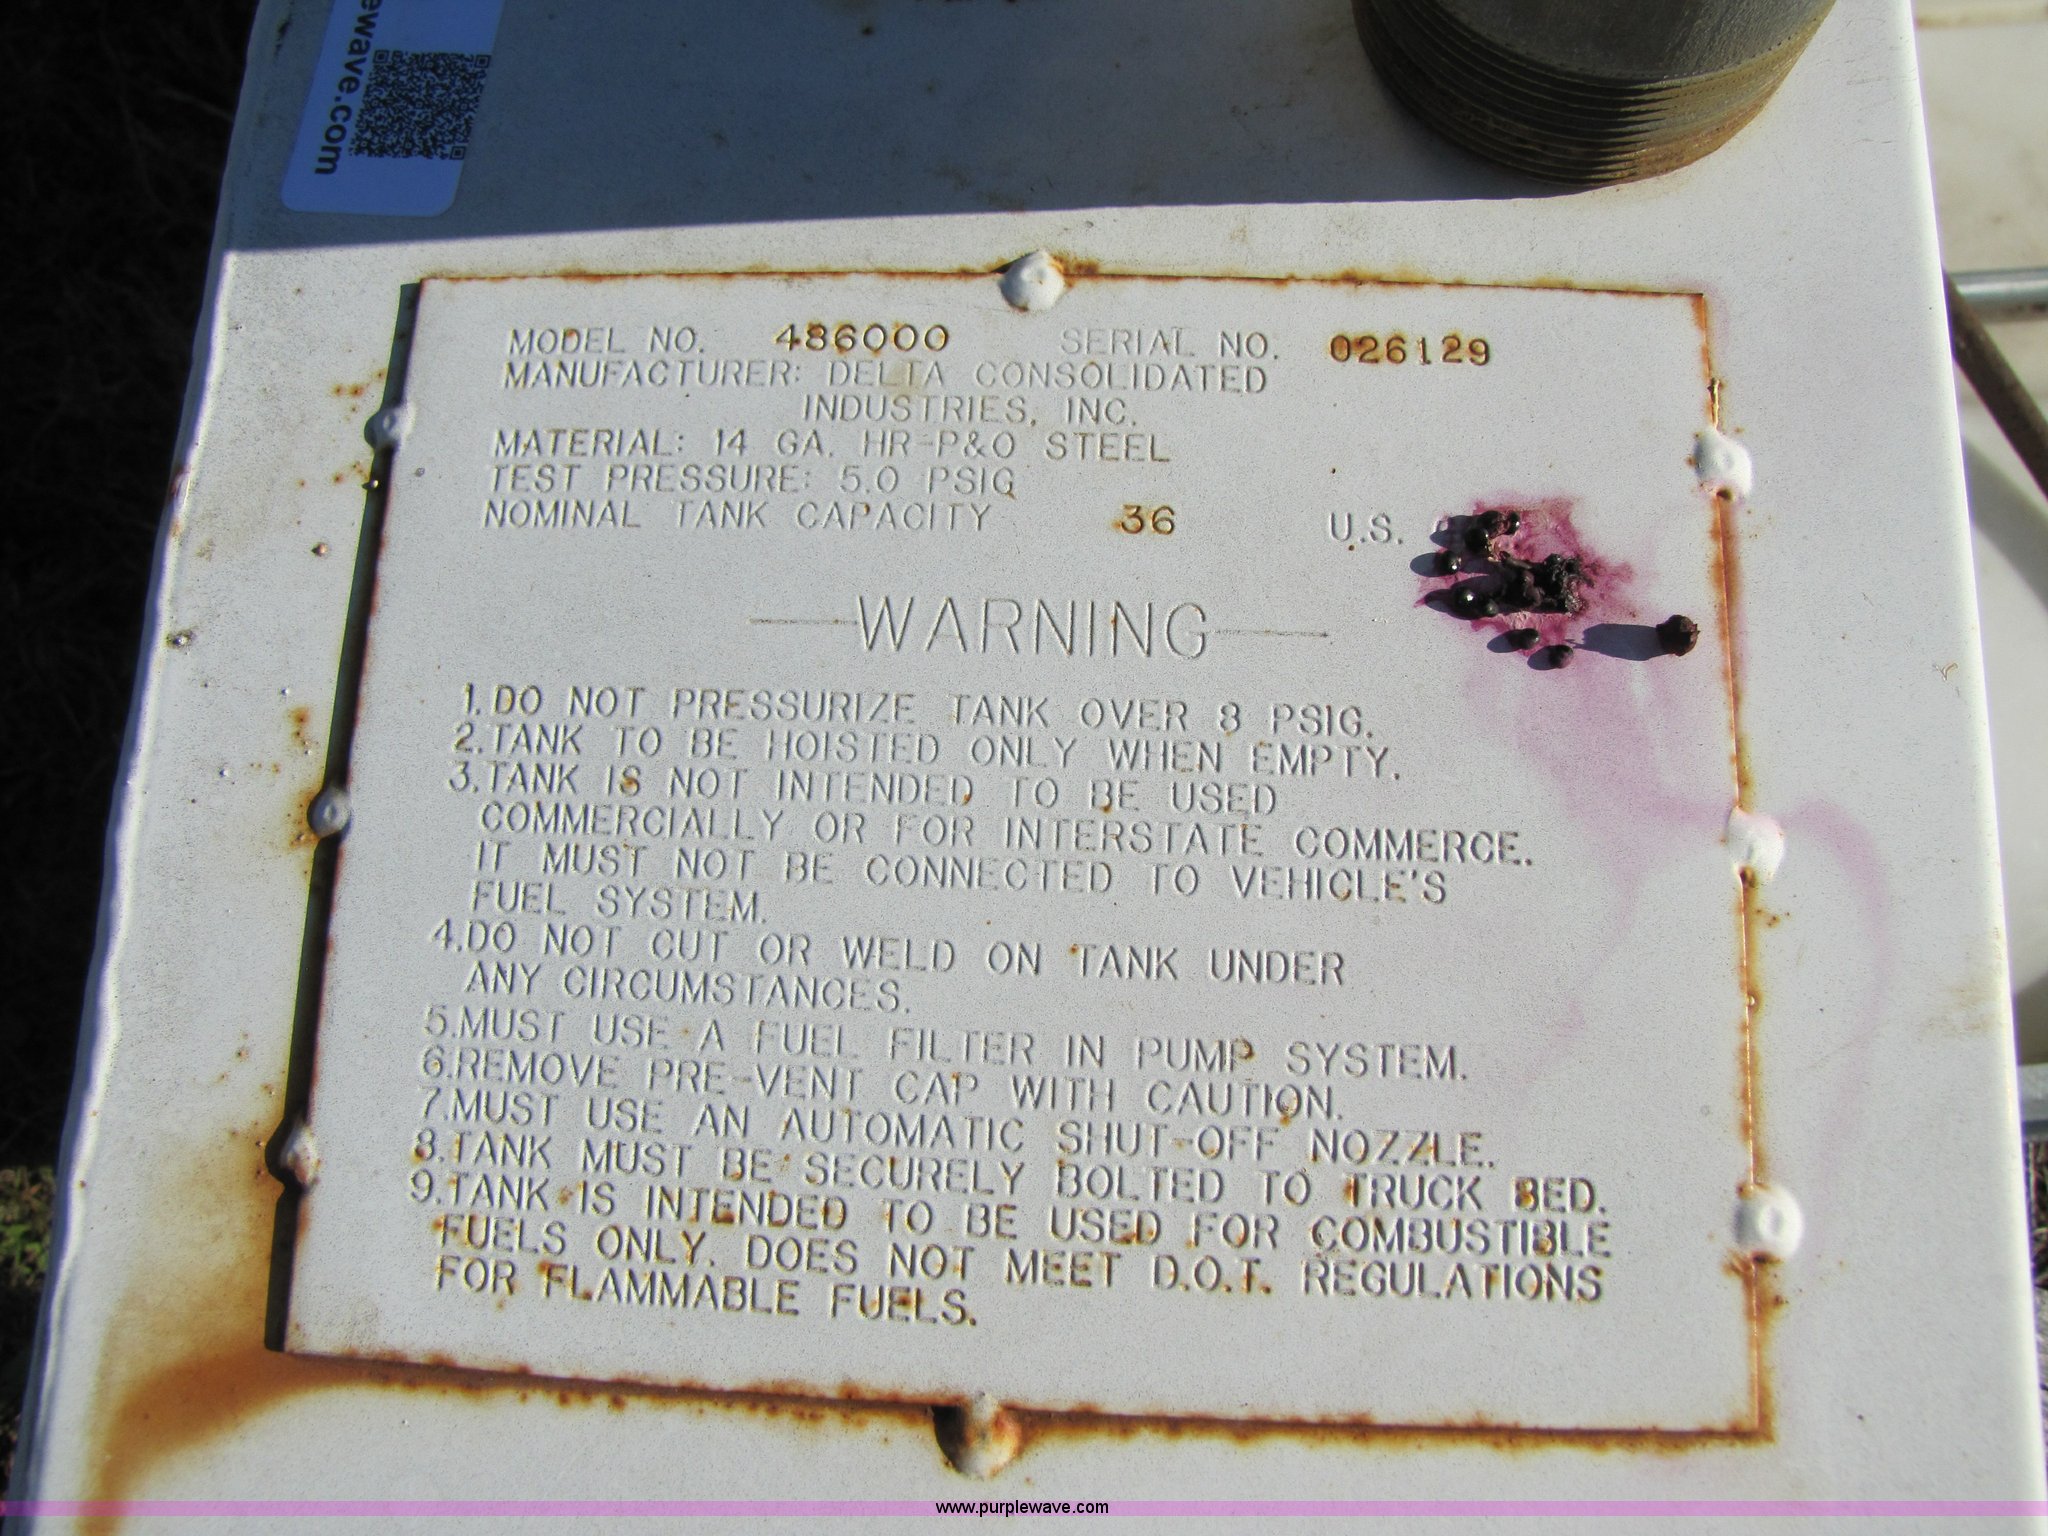 ewave.com
MODEL NO. 486000 SERIAL NO. 026129
MANUFACTURER: DELTA CONSOLIDATED
INDUSTRIES, INC.
MATERIAL: 14 GA. HR-P&O STEEL
TEST PRESSURE: 5.0 PSIG
NOMINAL TANK CAPACITY 36 U.S.
WARNING
1. DO NOT PRESSURIZE TANK OVER 8 PSIG.
2. TANK TO BE HOISTED ONLY WHEN EMPTY.
3. TANK IS NOT INTENDED TO BE USED
COMMERCIALLY OR FOR INTERSTATE COMMERCE.
IT MUST NOT BE CONNECTED TO VEHICLE'S
FUEL SYSTEM.
4. DO NOT CUT OR WELD ON TANK UNDER
ANY CIRCUMSTANCES.
5. MUST USE A FUEL FILTER IN PUMP SYSTEM.
6. REMOVE PRE-VENT CAP WITH CAUTION.
7. MUST USE AN AUTOMATIC SHUT-OFF NOZZLE.
8. TANK MUST BE SECURELY BOLTED TO TRUCK BED.
9. TANK IS INTENDED TO BE USED FOR COMBUSTIBLE
FUELS ONLY. DOES NOT MEET D.O.T. REGULATIONS
FOR FLAMMABLE FUELS.
www.purplewave.com